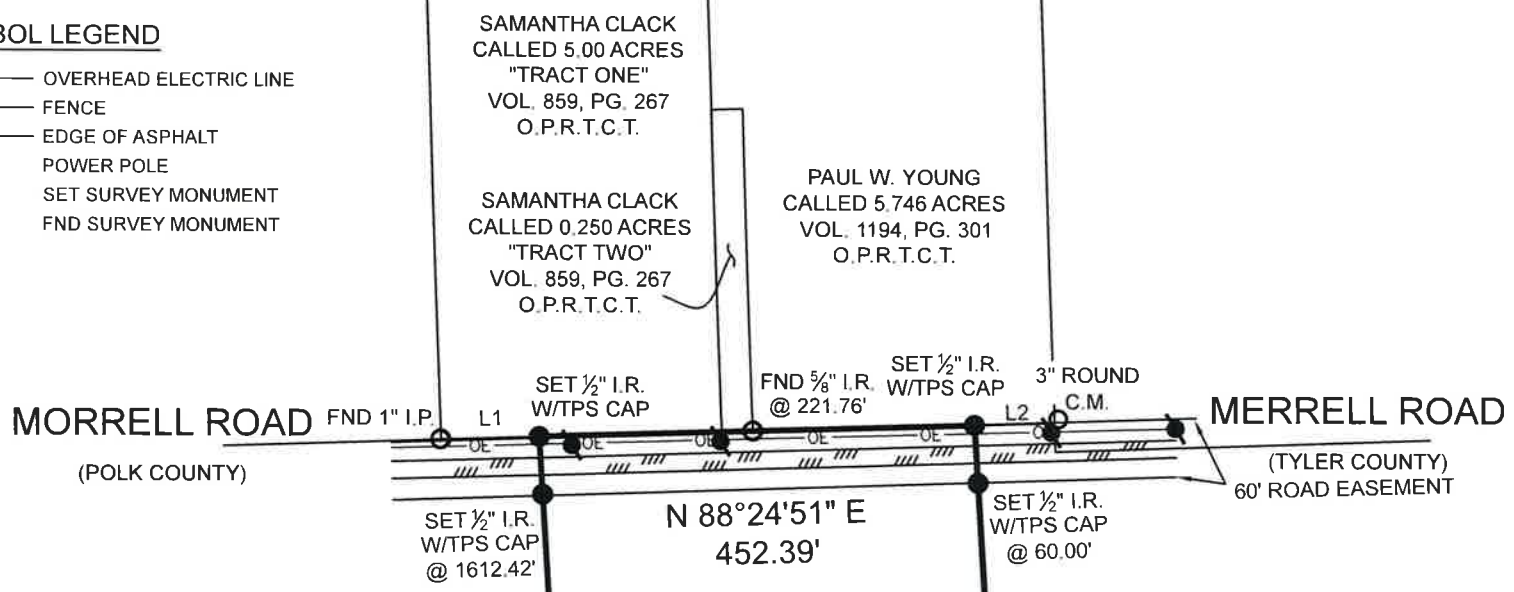 BOL LEGEND
OVERHEAD ELECTRIC LINE
FENCE
EDGE OF ASPHALT
POWER POLE
SET SURVEY MONUMENT
FND SURVEY MONUMENT
SAMANTHA CLACK
CALLED 5.00 ACRES
"TRACT ONE"
VOL. 859, PG. 267
O.P.R.T.C.T.
SAMANTHA CLACK
CALLED 0.250 ACRES
"TRACT TWO"
VOL. 859, PG. 267
O.P.R.T.C.T.
PAUL W. YOUNG
CALLED 5.746 ACRES
VOL. 1194, PG. 301
O.P.R.T.C.T.
MORRELL ROAD
(POLK COUNTY)
FND 1" I.P.
L1
SET ½" I.R.
W/TPS CAP
FND ⅝" I.R.
@ 221.76'
SET ½" I.R.
W/TPS CAP
L2
3" ROUND
C.M.
MERRELL ROAD
(TYLER COUNTY)
60' ROAD EASEMENT
OE
OE
OE
OE
OE
SET ½" I.R.
W/TPS CAP
@ 1612.42'
N 88°24'51" E
452.39'
SET ½" I.R.
W/TPS CAP
@ 60.00'